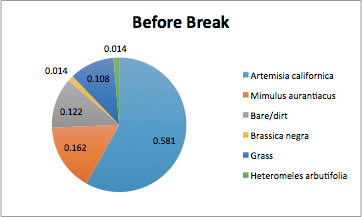 Before Break
0.014
0.014
0.108
0.122
0.162
0.581
Artemisia californica
Mimulus aurantiacus
Bare/dirt
Brassica negra
Grass
Heteromeles arbutifolia